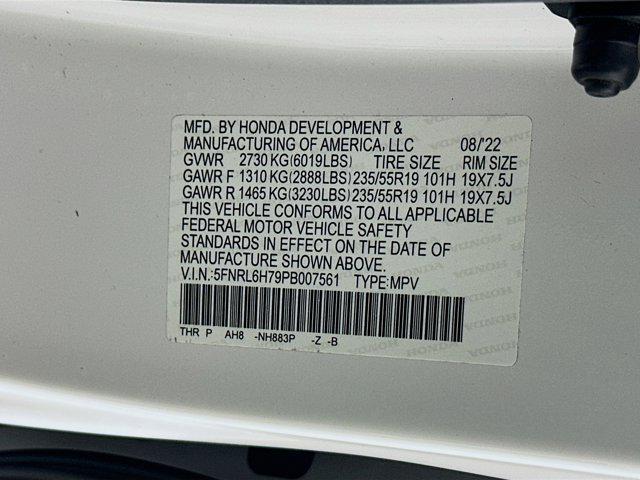 MFD. BY HONDA DEVELOPMENT &
MANUFACTURING OF AMERICA, LLC 08/'22
GVWR 2730 KG(6019LBS) TIRE SIZE RIM SIZE
GAWR F 1310 KG(2888LBS) 235/55R19 101H 19X7.5J
GAWR R 1465 KG(3230LBS) 235/55R19 101H 19X7.5J
THIS VEHICLE CONFORMS TO ALL APPLICABLE
FEDERAL MOTOR VEHICLE SAFETY
STANDARDS IN EFFECT ON THE DATE OF
MANUFACTURE SHOWN ABOVE.
V.I.N.:5FNRL6H79PB007561 TYPE:MPV
THR P AH8 -NH883P -Z -B